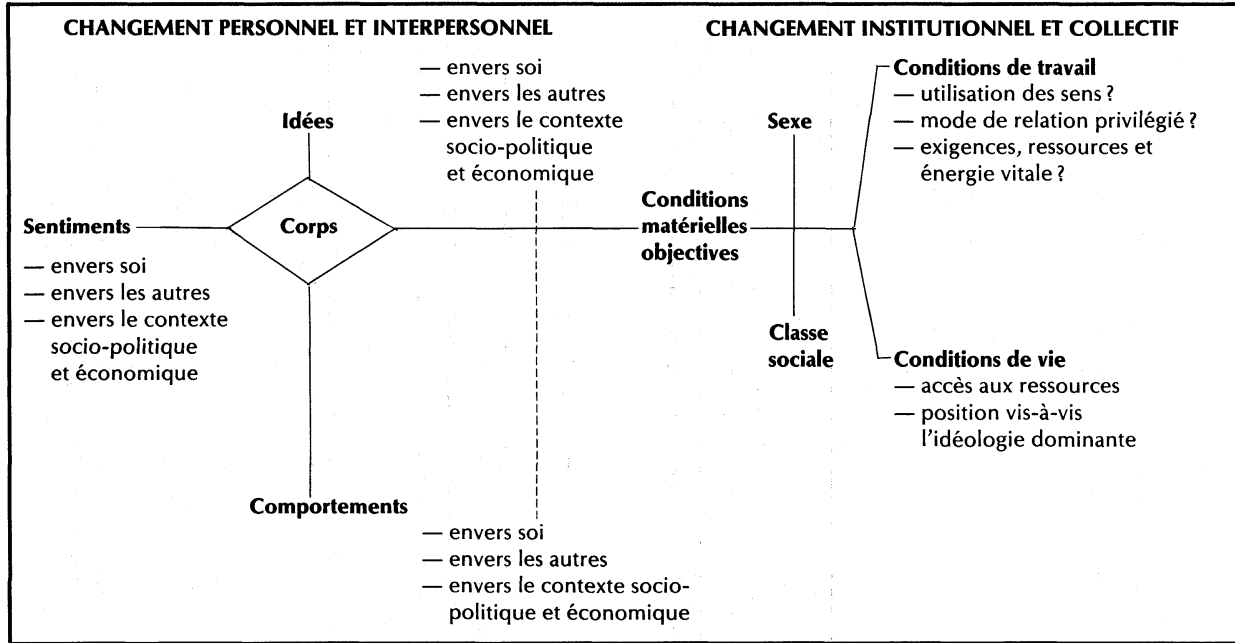 CHANGEMENT PERSONNEL ET INTERPERSONNEL
CHANGEMENT INSTITUTIONNEL ET COLLECTIF
Idées
— envers soi
— envers les autres
— envers le contexte
socio-politique
et économique
Sentiments
— envers soi
— envers les autres
— envers le contexte
socio-politique
et économique
Corps
Comportements
— envers soi
— envers les autres
— envers le contexte socio-
politique et économique
Conditions
matérielles
objectives
Sexe
Classe
sociale
Conditions de travail
— utilisation des sens ?
— mode de relation privilégié ?
— exigences, ressources et
énergie vitale ?
Conditions de vie
— accès aux ressources
— position vis-à-vis
l'idéologie dominante